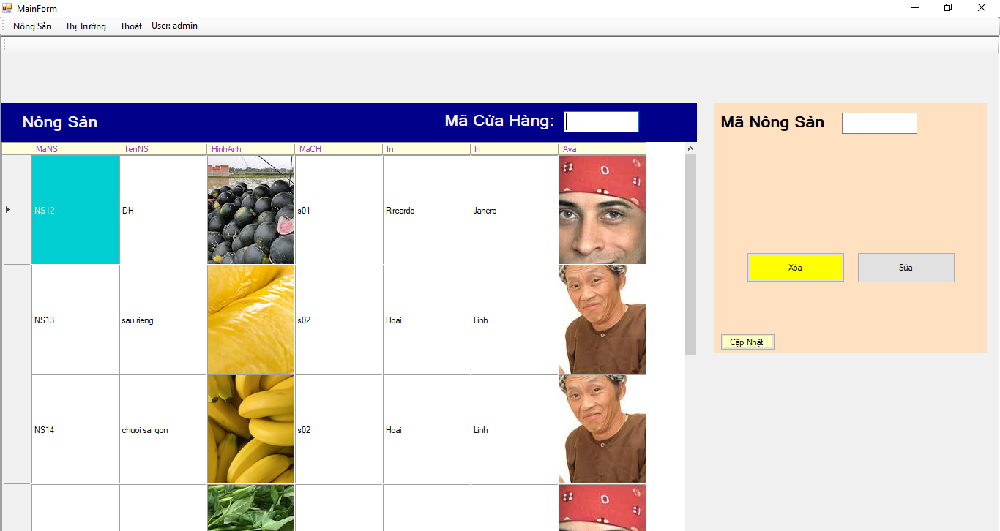 MainForm
Nông Sản Thị Trường Thoát User: admin
Nông Sản Mã Cửa Hàng:
Mã Nông Sản
MaNS TenNS HinhAnh MaCH fn ln Ava
NS12 DH s01 Rircardo Janero
Xóa Sửa
NS13 sau rieng s02 Hoai Linh
Cập Nhật
NS14 chuoi sai gon s02 Hoai Linh